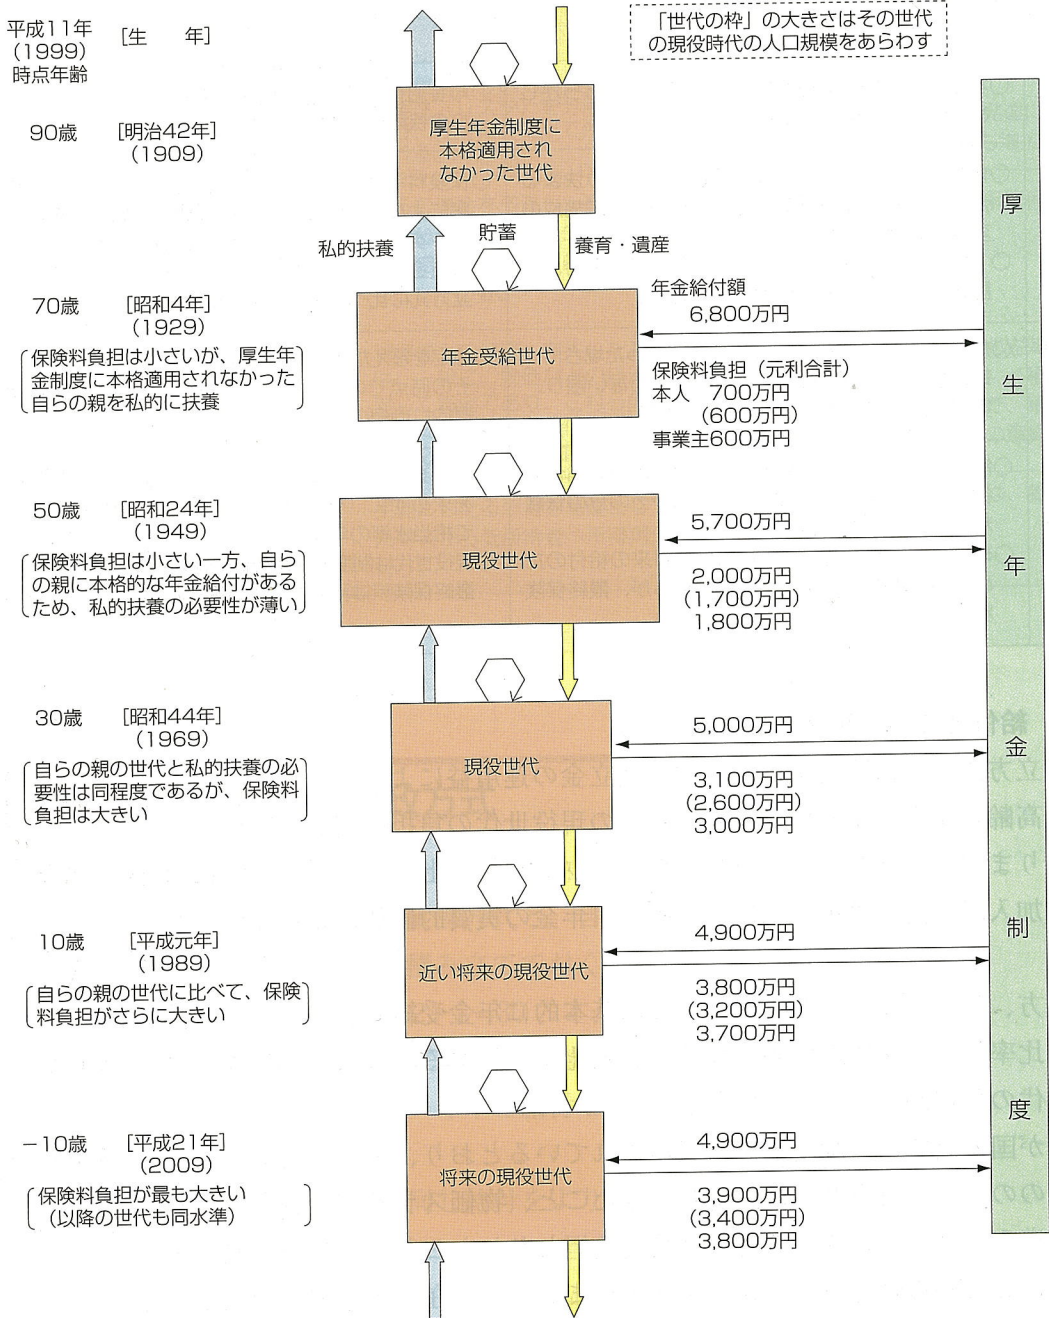 平成11年
(1999)
時点年齢
[生　年]
「世代の枠」の大きさはその世代
の現役時代の人口規模をあらわす
90歳　[明治42年]
(1909)
厚生年金制度に
本格適用され
なかった世代
私的扶養
貯蓄
養育・遺産
70歳　[昭和4年]
(1929)
保険料負担は小さいが、厚生年
金制度に本格適用されなかった
自らの親を私的に扶養
年金受給世代
年金給付額
6,800万円
保険料負担（元利合計）
本人　700万円
(600万円)
事業主600万円
50歳　[昭和24年]
(1949)
保険料負担は小さい一方、自ら
の親に本格的な年金給付がある
ため、私的扶養の必要性が薄い
現役世代
5,700万円
2,000万円
(1,700万円)
1,800万円
30歳　[昭和44年]
(1969)
自らの親の世代と私的扶養の必
要性は同程度であるが、保険料
負担は大きい
現役世代
5,000万円
3,100万円
(2,600万円)
3,000万円
10歳　[平成元年]
(1989)
自らの親の世代に比べて、保険
料負担がさらに大きい
近い将来の現役世代
4,900万円
3,800万円
(3,200万円)
3,700万円
－10歳　[平成21年]
(2009)
保険料負担が最も大きい
（以降の世代も同水準）
将来の現役世代
4,900万円
3,900万円
(3,400万円)
3,800万円
厚生年金制度